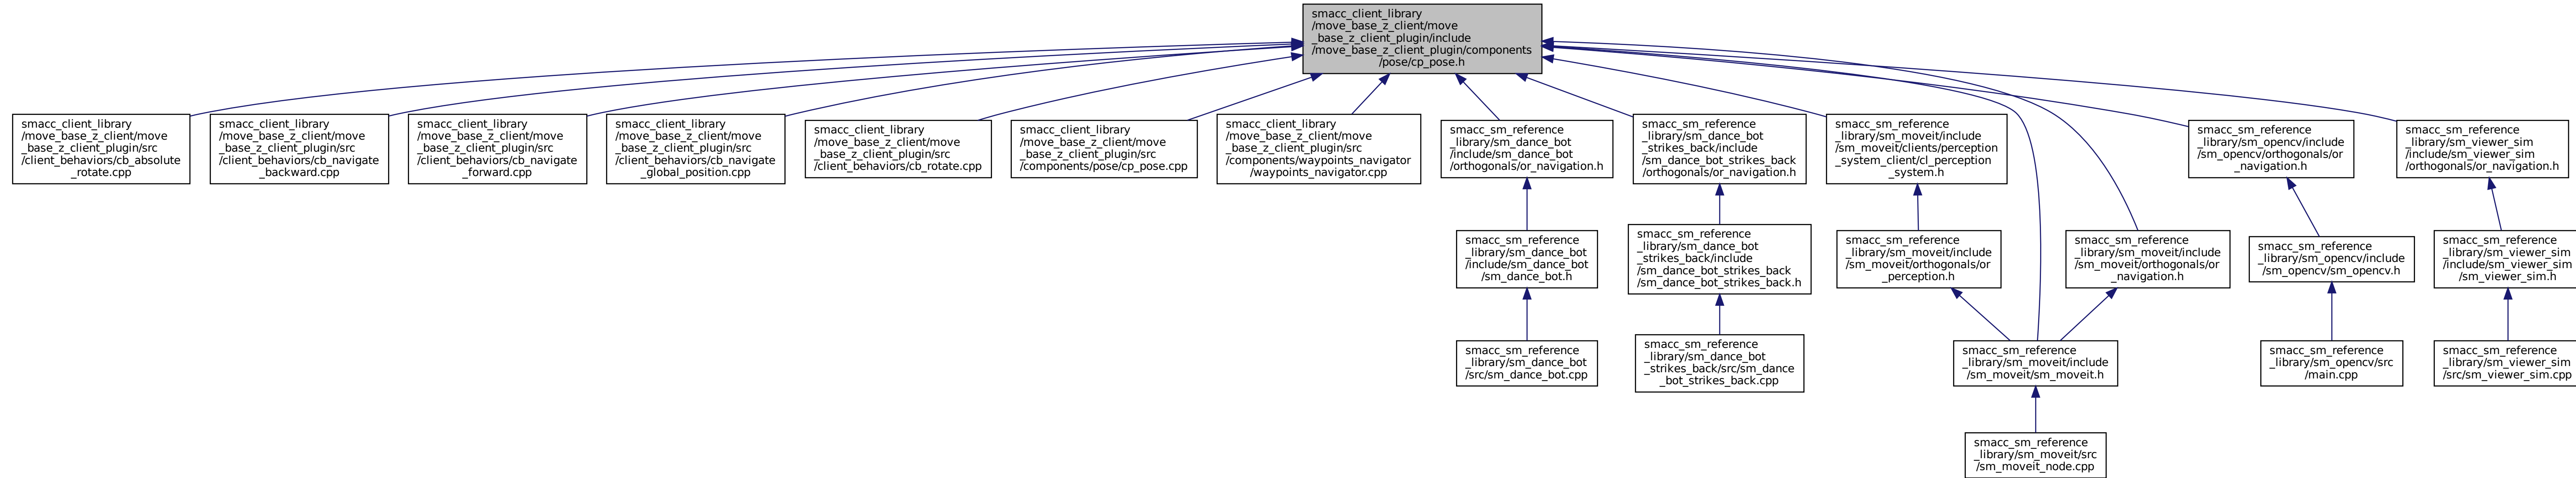 smacc_client_library
/move_base_z_client/move
_base_z_client_plugin/include
/move_base_z_client_plugin/components
/pose/cp_pose.h
smacc_client_library
/move_base_z_client/move
_base_z_client_plugin/src
/client_behaviors/cb_absolute
_rotate.cpp
smacc_client_library
/move_base_z_client/move
_base_z_client_plugin/src
/client_behaviors/cb_navigate
_backward.cpp
smacc_client_library
/move_base_z_client/move
_base_z_client_plugin/src
/client_behaviors/cb_navigate
_forward.cpp
smacc_client_library
/move_base_z_client/move
_base_z_client_plugin/src
/client_behaviors/cb_navigate
_global_position.cpp
smacc_client_library
/move_base_z_client/move
_base_z_client_plugin/src
/client_behaviors/cb_rotate.cpp
smacc_client_library
/move_base_z_client/move
_base_z_client_plugin/src
/components/pose/cp_pose.cpp
smacc_client_library
/move_base_z_client/move
_base_z_client_plugin/src
/components/waypoints_navigator
/waypoints_navigator.cpp
smacc_sm_reference
_library/sm_dance_bot
/include/sm_dance_bot
/orthogonals/or_navigation.h
smacc_sm_reference
_library/sm_dance_bot
_strikes_back/include
/sm_dance_bot_strikes_back
/orthogonals/or_navigation.h
smacc_sm_reference
_library/sm_moveit/include
/sm_moveit/clients/perception
_system_client/cl_perception
_system.h
smacc_sm_reference
_library/sm_opencv/include
/sm_opencv/orthogonals/or
_navigation.h
smacc_sm_reference
_library/sm_viewer_sim
/include/sm_viewer_sim
/orthogonals/or_navigation.h
smacc_sm_reference
_library/sm_dance_bot
/include/sm_dance_bot
/sm_dance_bot.h
smacc_sm_reference
_library/sm_dance_bot
_strikes_back/include
/sm_dance_bot_strikes_back
/sm_dance_bot_strikes_back.h
smacc_sm_reference
_library/sm_moveit/include
/sm_moveit/orthogonals/or
_perception.h
smacc_sm_reference
_library/sm_moveit/include
/sm_moveit/orthogonals/or
_navigation.h
smacc_sm_reference
_library/sm_opencv/include
/sm_opencv/sm_opencv.h
smacc_sm_reference
_library/sm_viewer_sim
/include/sm_viewer_sim
/sm_viewer_sim.h
smacc_sm_reference
_library/sm_dance_bot
/src/sm_dance_bot.cpp
smacc_sm_reference
_library/sm_dance_bot
_strikes_back/src/sm_dance
_bot_strikes_back.cpp
smacc_sm_reference
_library/sm_moveit/include
/sm_moveit/sm_moveit.h
smacc_sm_reference
_library/sm_opencv/src
/main.cpp
smacc_sm_reference
_library/sm_viewer_sim
/src/sm_viewer_sim.cpp
smacc_sm_reference
_library/sm_moveit/src
/sm_moveit_node.cpp